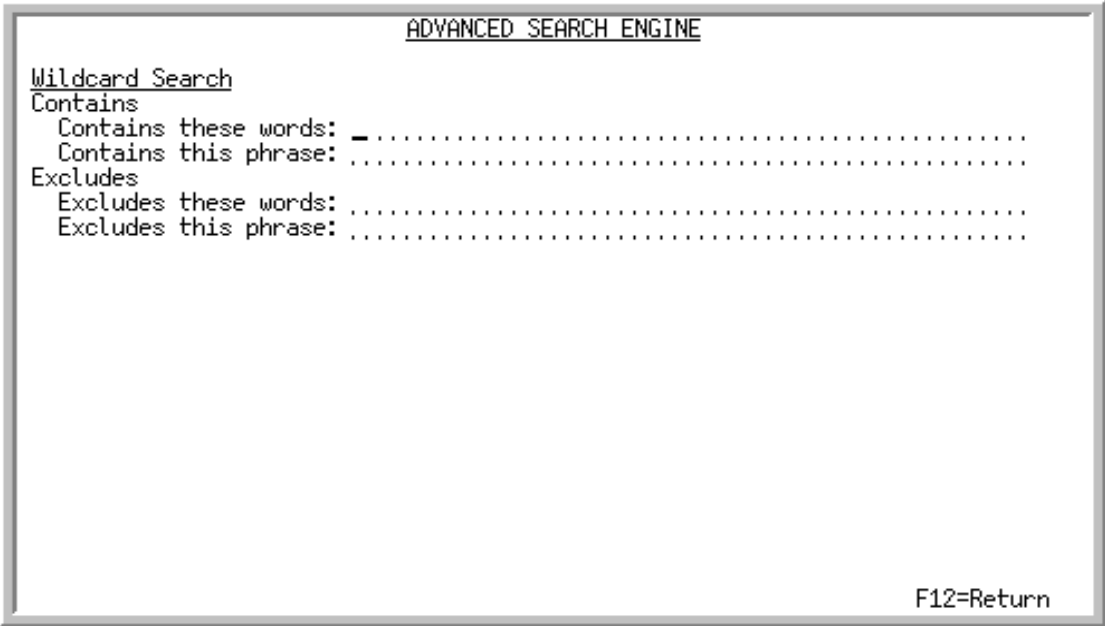 ADVANCED SEARCH ENGINE
Wildcard Search
Contains
Contains these words: _..................................................
Contains this phrase: ...................................................
Excludes
Excludes these words: ...................................................
Excludes this phrase: ...................................................
F12=Return